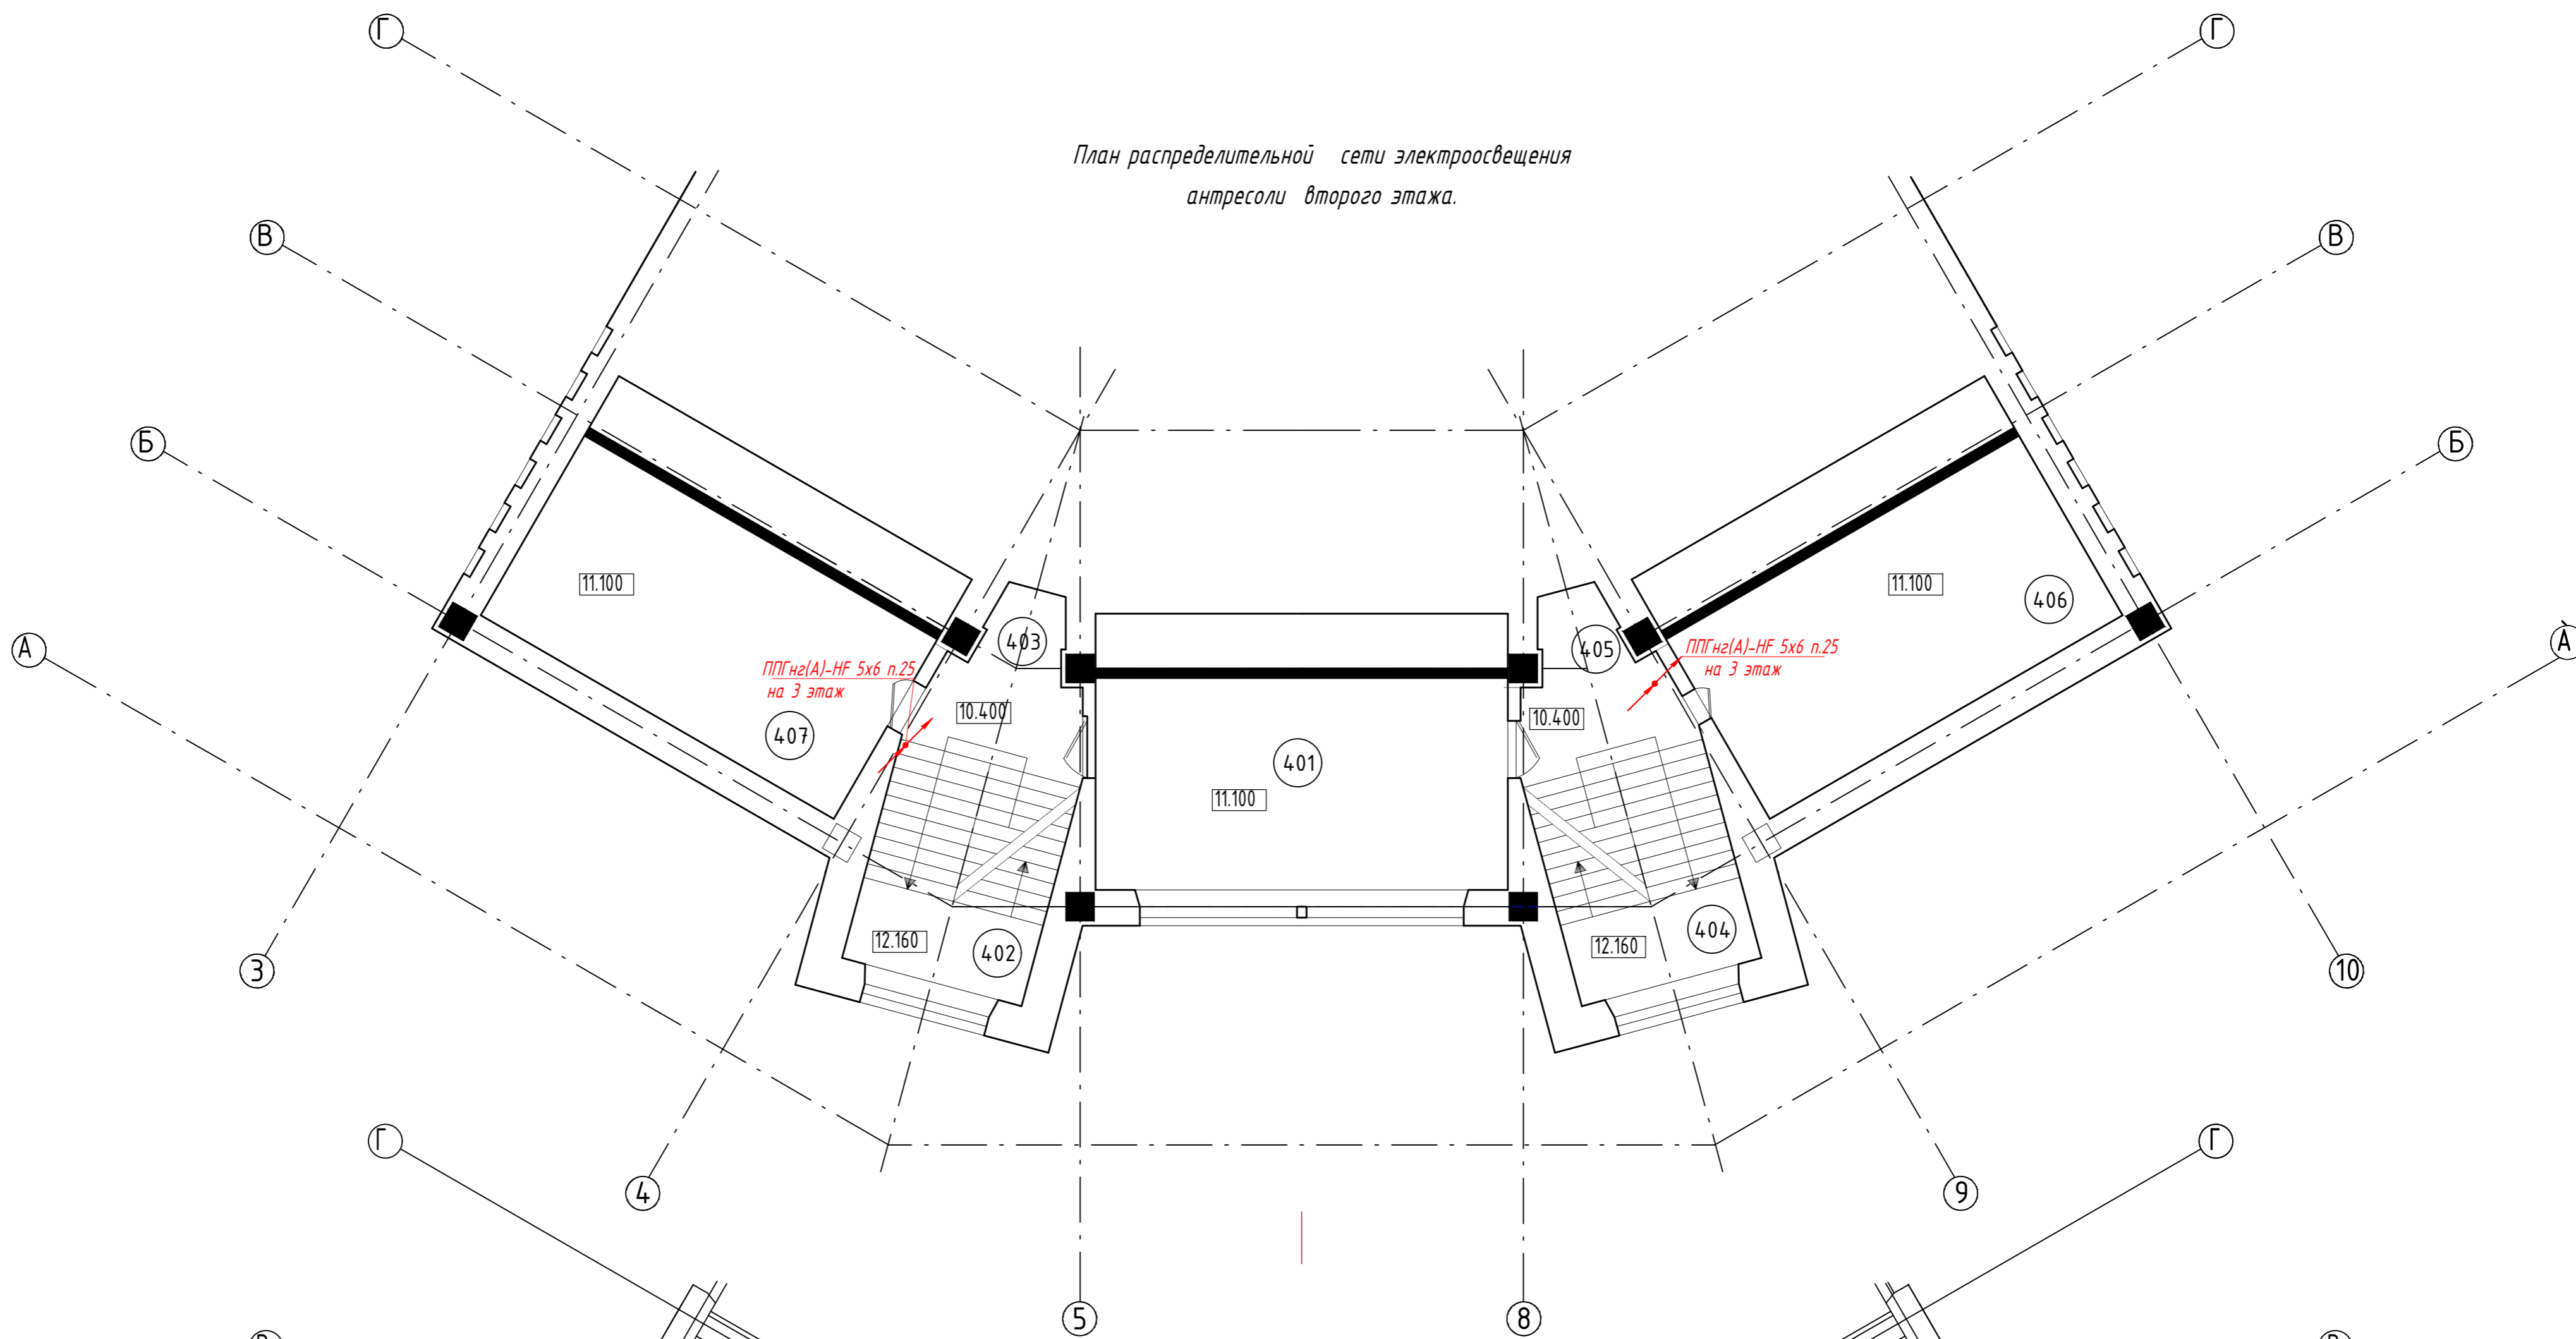 Г
Г
План распределительной сети электроосвещения
антресоли второго этажа.
В
В
Б
Б
11.100
11.100
406
403
405
А
ППГнг(А)-HF 5х6 п.25
на 3 этаж
ППГнг(А)-HF 5х6 п.25
на 3 этаж
À
10.400
10.400
407
401
11.100
12.160
402
404
12.160
3
10
Г
Г
4
9
5
8